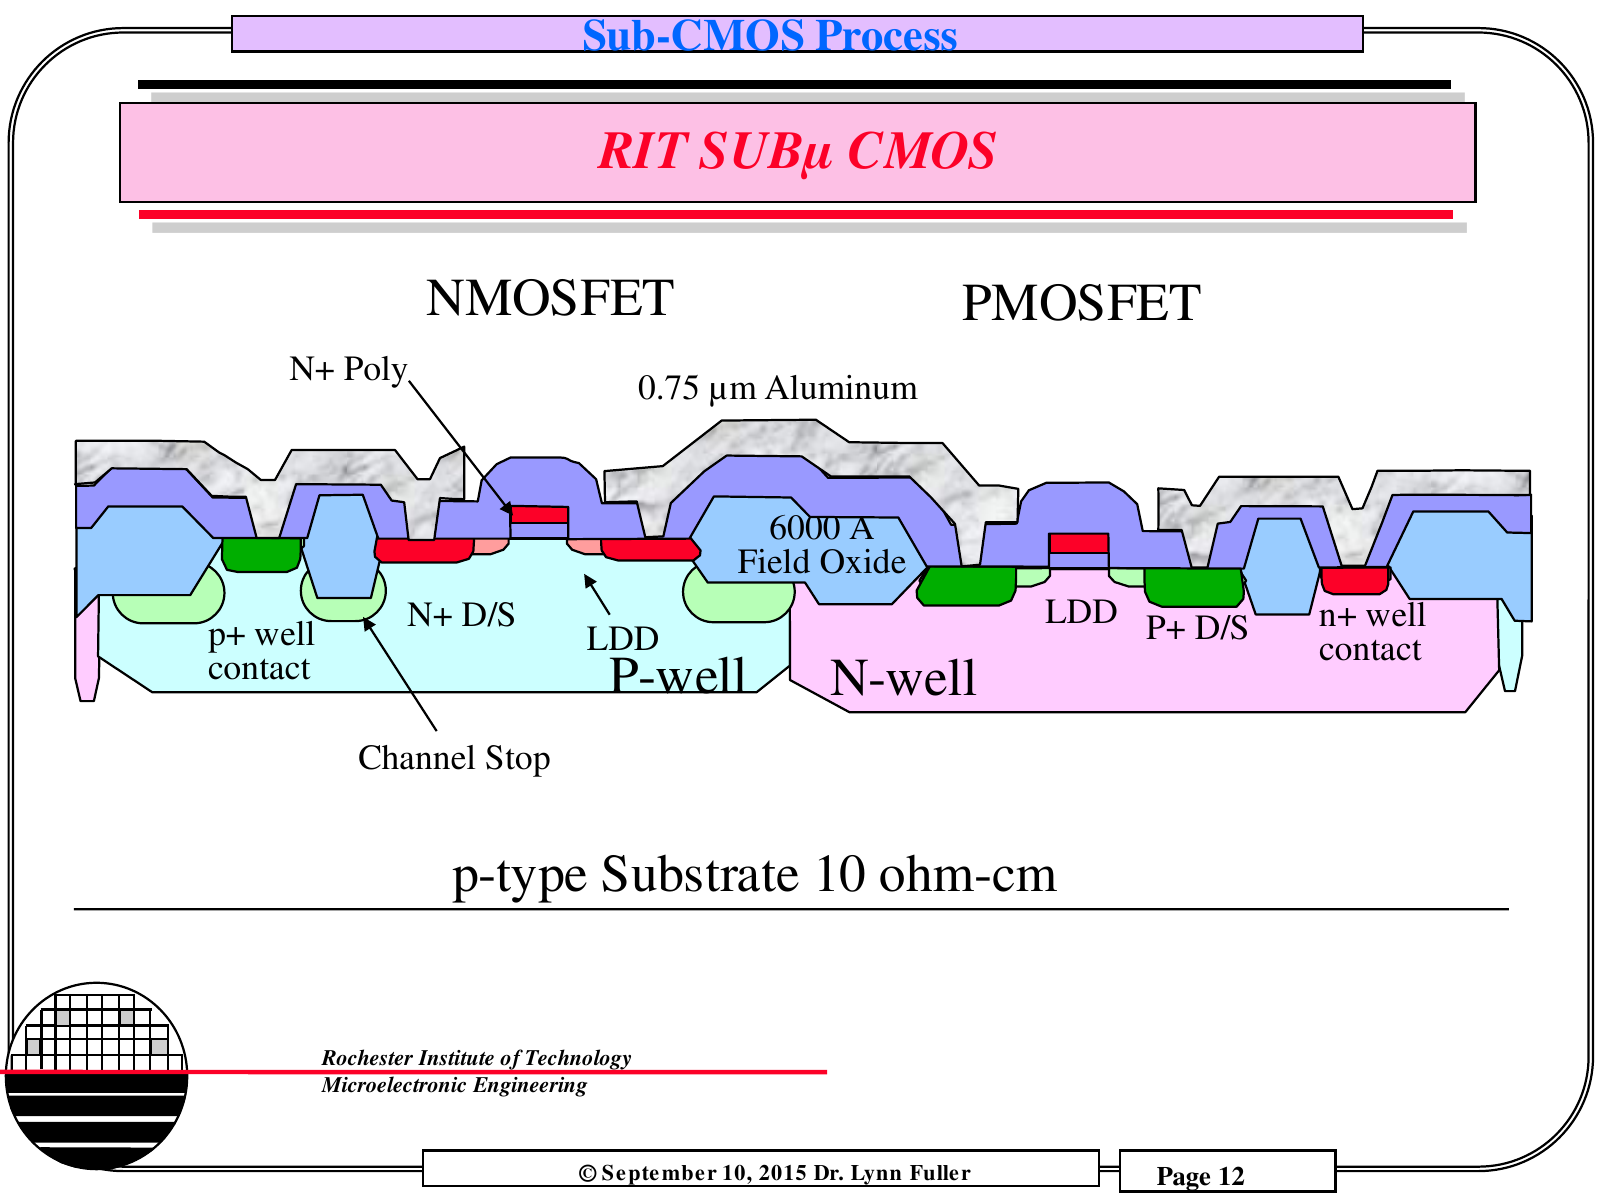 Sub-CMOS Process
RIT SUBµ CMOS
NMOSFET
PMOSFET
N+ Poly
0.75 µm Aluminum
6000 A
Field Oxide
N+ D/S
LDD
p+ well
contact
P-well
N-well
LDD
P+ D/S
n+ well
contact
Channel Stop
p-type Substrate 10 ohm-cm
Rochester Institute of Technology
Microelectronic Engineering
© September 10, 2015 Dr. Lynn Fuller
Page 12